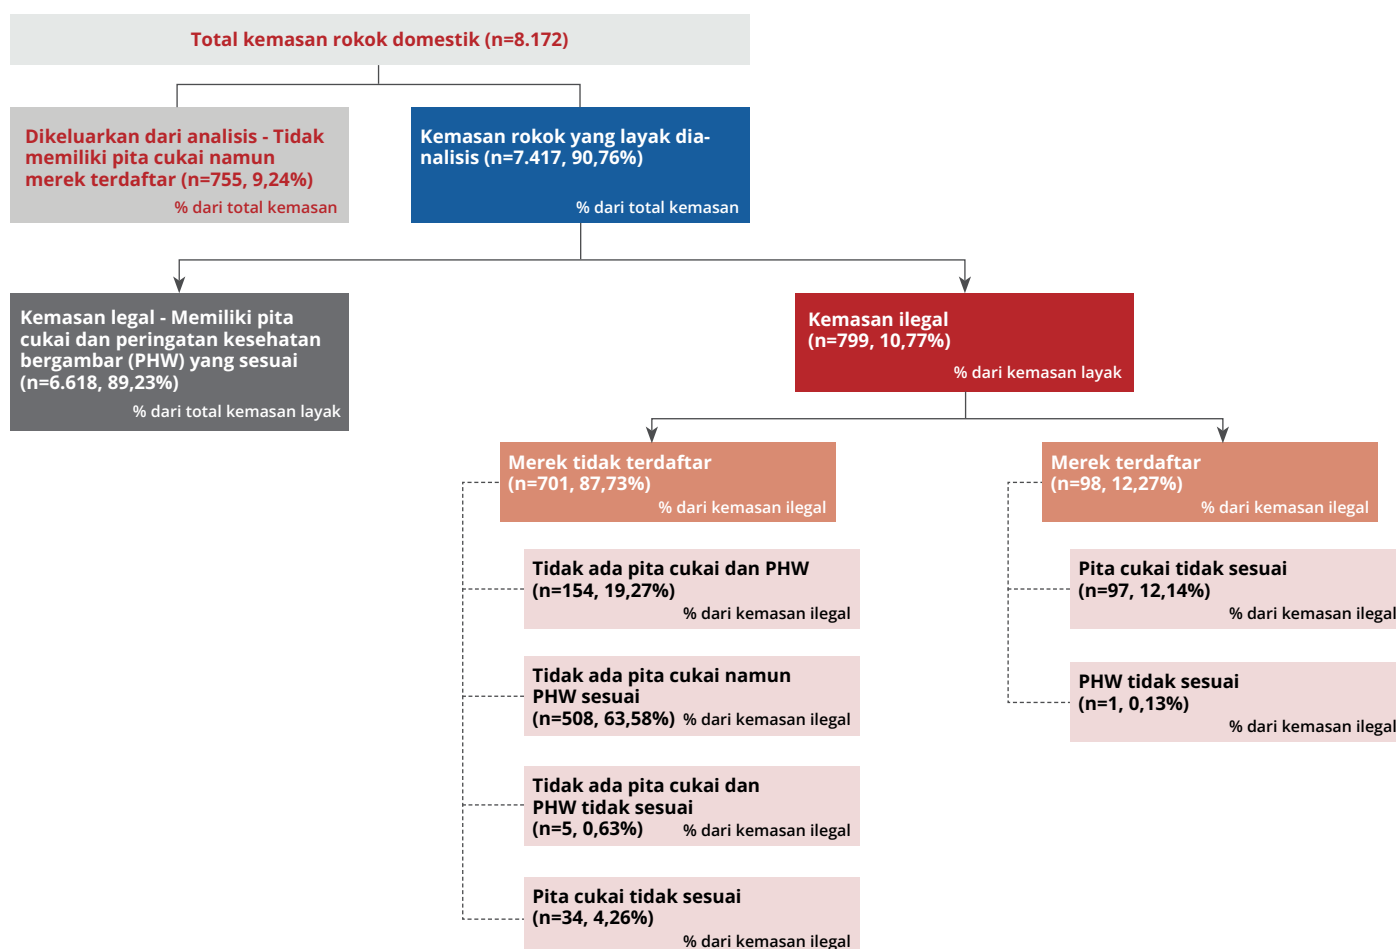 Total kemasan rokok domestik (n=8.172)
Dikeluarkan dari analisis - Tidak
memiliki pita cukai namun
merek terdaftar (n=755, 9,24%)
% dari total kemasan
Kemasan rokok yang layak dia-
nalisis (n=7.417, 90,76%)
% dari total kemasan
Kemasan legal - Memiliki pita
cukai dan peringatan kesehatan
bergambar (PHW) yang sesuai
(n=6.618, 89,23%)
% dari total kemasan layak
Kemasan ilegal
(n=799, 10,77%)
% dari kemasan layak
Merek tidak terdaftar
(n=701, 87,73%)
% dari kemasan ilegal
Tidak ada pita cukai dan PHW
(n=154, 19,27%)
% dari kemasan ilegal
Tidak ada pita cukai namun
PHW sesuai
(n=508, 63,58%) % dari kemasan ilegal
Tidak ada pita cukai dan
PHW tidak sesuai
(n=5, 0,63%) % dari kemasan ilegal
Pita cukai tidak sesuai
(n=34, 4,26%)
% dari kemasan ilegal
Merek terdaftar
(n=98, 12,27%)
% dari kemasan ilegal
Pita cukai tidak sesuai
(n=97, 12,14%)
% dari kemasan ilegal
PHW tidak sesuai
(n=1, 0,13%)
% dari kemasan ilegal